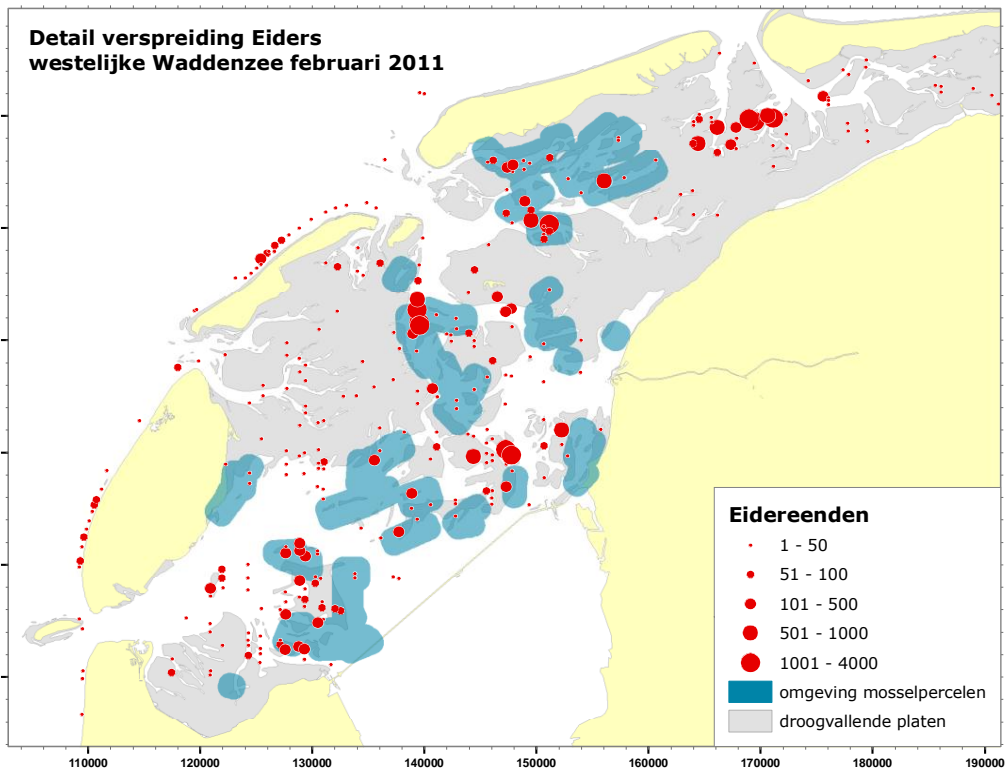 Detail verspreiding Eiders
westelijke Waddenzee februari 2011
Eidereenden
1 - 50
51 - 100
101 - 500
501 - 1000
1001 - 4000
omgeving mosselpercelen
droogvallende platen
110000 120000 130000 140000 150000 160000 170000 180000 190000